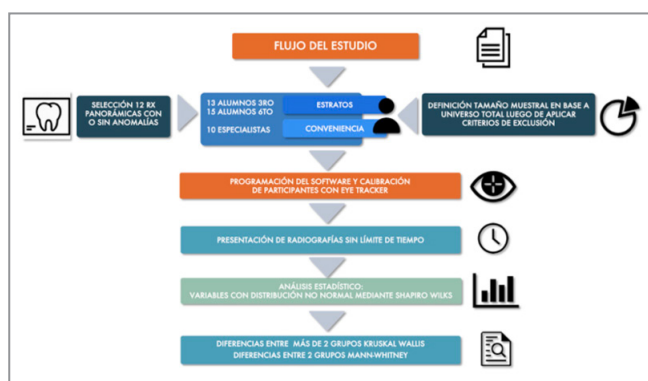 FLUJO DEL ESTUDIO
SELECCIÓN 12 RX
PANORÁMICAS CON
O SIN ANOMALÍAS
13 ALUMNOS 3RO
15 ALUMNOS 6TO
ESTRATOS
10 ESPECIALISTAS
CONVENIENCIA
DEFINICIÓN TAMAÑO MUESTRAL EN BASE A
UNIVERSO TOTAL LUEGO DE APLICAR
CRITERIOS DE EXCLUSIÓN
PROGRAMACIÓN DEL SOFTWARE Y CALIBRACIÓN
DE PARTICIPANTES CON EYE TRACKER
PRESENTACIÓN DE RADIOGRAFÍAS SIN LÍMITE DE TIEMPO
ANÁLISIS ESTADÍSTICO:
VARIABLES CON DISTRIBUCIÓN NO NORMAL MEDIANTE SHAPIRO WILKS
DIFERENCIAS ENTRE MÁS DE 2 GRUPOS KRUSKAL WALLIS
DIFERENCIAS ENTRE 2 GRUPOS MANN-WHITNEY